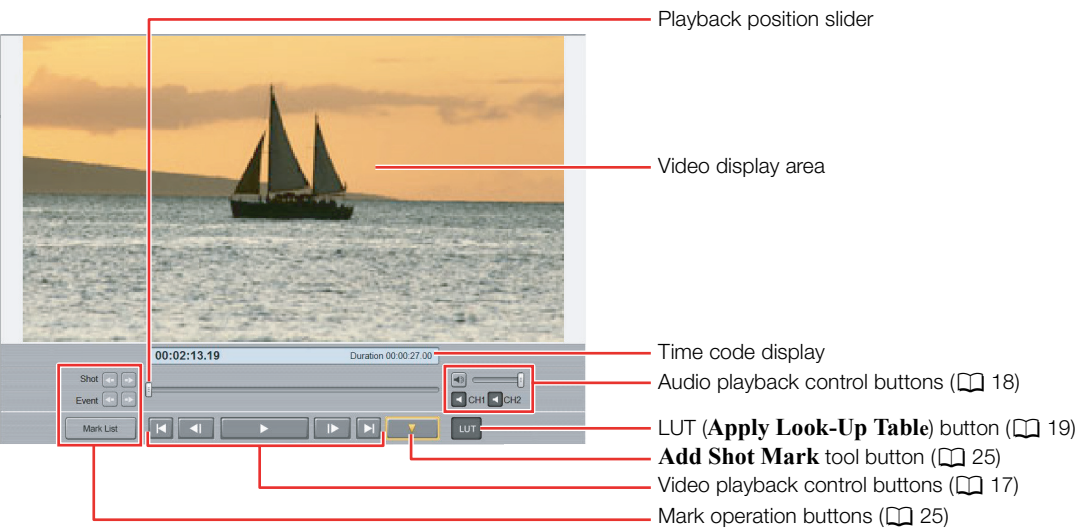 Playback position slider
Video display area
00:02:13.19 Duration 00:00:27.00
Time code display
Shot
Audio playback control buttons ( 18)
Event
CH1 CH2
Mark List
LUT
LUT (Apply Look-Up Table) button ( 19)
Add Shot Mark tool button ( 25)
Video playback control buttons ( 17)
Mark operation buttons ( 25)